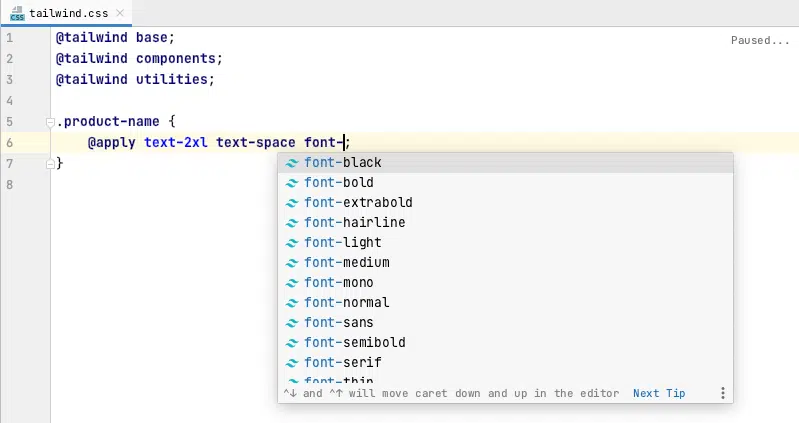 CSS tailwind.css
1 @tailwind base;
Paused...
2 @tailwind components;
3 @tailwind utilities;
4
5 .product-name {
6 @apply text-2xl text-space font-;
7 }
8
font-black
font-bold
font-extrabold
font-hairline
font-light
font-medium
font-mono
font-normal
font-sans
font-semibold
font-serif
font-thin
^↓ and ^↑ will move caret down and up in the editor Next Tip